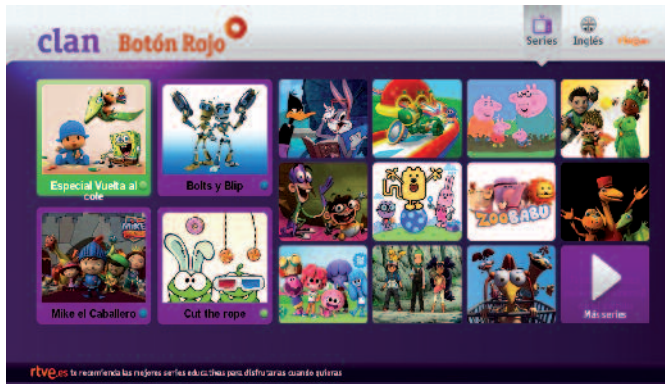 clan Botón Rojo
Series
Inglés
Especial Vuelta al
cole
Bolts y Blip
ZOOBABU
MIKE
Mike el Caballero
Cut the rope
Más series
rtve.es te recomienda las mejores series educativas para disfrutarlas cuando quieras